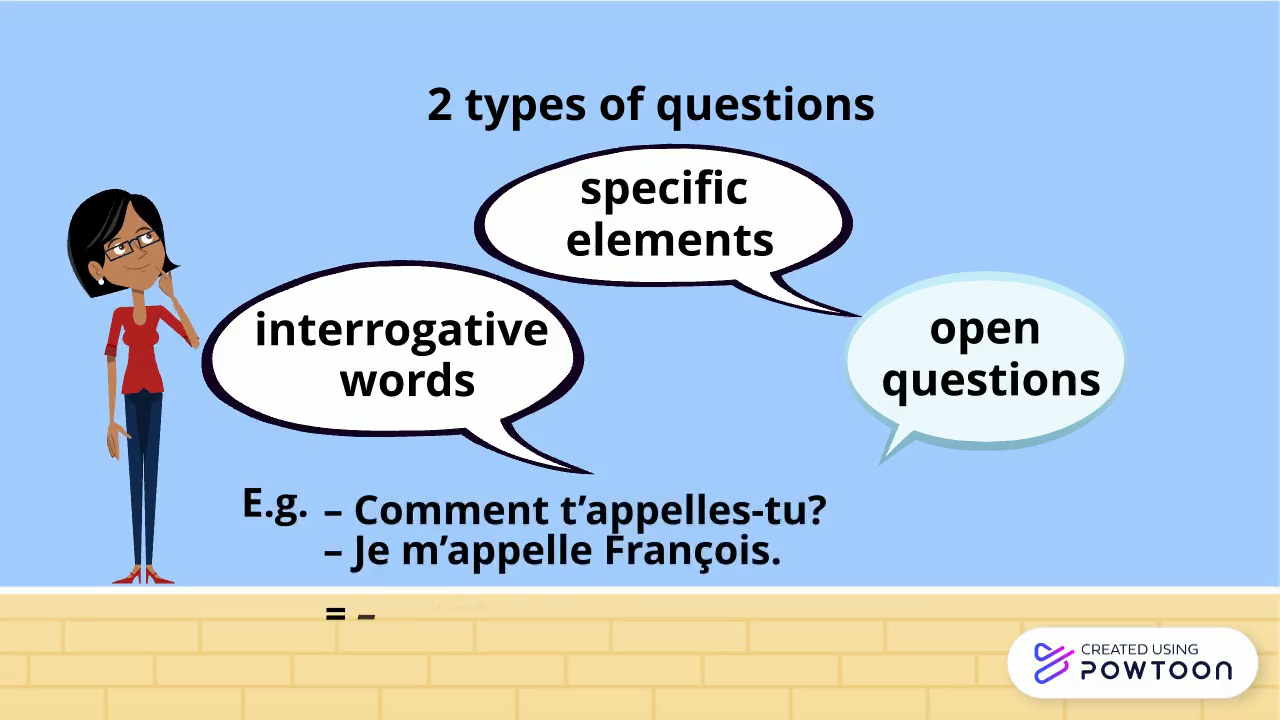 2 types of questions
specific
elements
interrogative
words
open
questions
E.g. – Comment t’appelles-tu?
– Je m’appelle François.
= –
CREATED USING
POWTOON